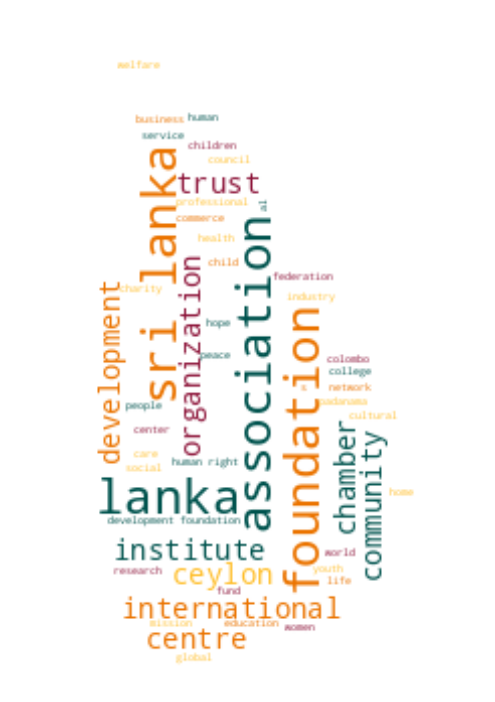 welfare
business
human
service
children
council
sri lanka
trust
professional
al
commerce
health
association
organization
child
federation
development
charity
industry
foundation
hope
peace
colombo
college
s
network
padanama
people
cultural
chamber
center
community
care
human right
social
lanka
home
development foundation
institute
world
research
ceylon
youth
life
fund
international
mission
education
women
centre
global